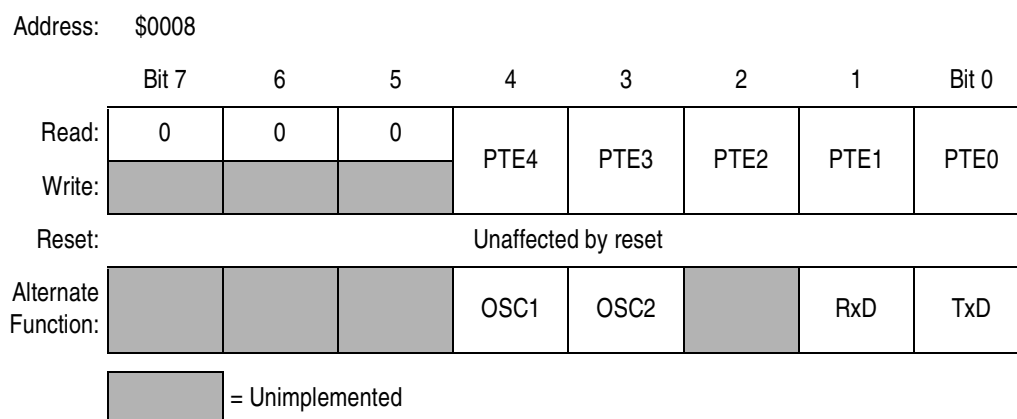 Address: $0008
Bit 7 6 5 4 3 2 1 Bit 0
Read: 0 0 0 PTE4 PTE3 PTE2 PTE1 PTE0
Write:
Reset: Unaffected by reset
Alternate
Function: OSC1 OSC2 RxD TxD
= Unimplemented